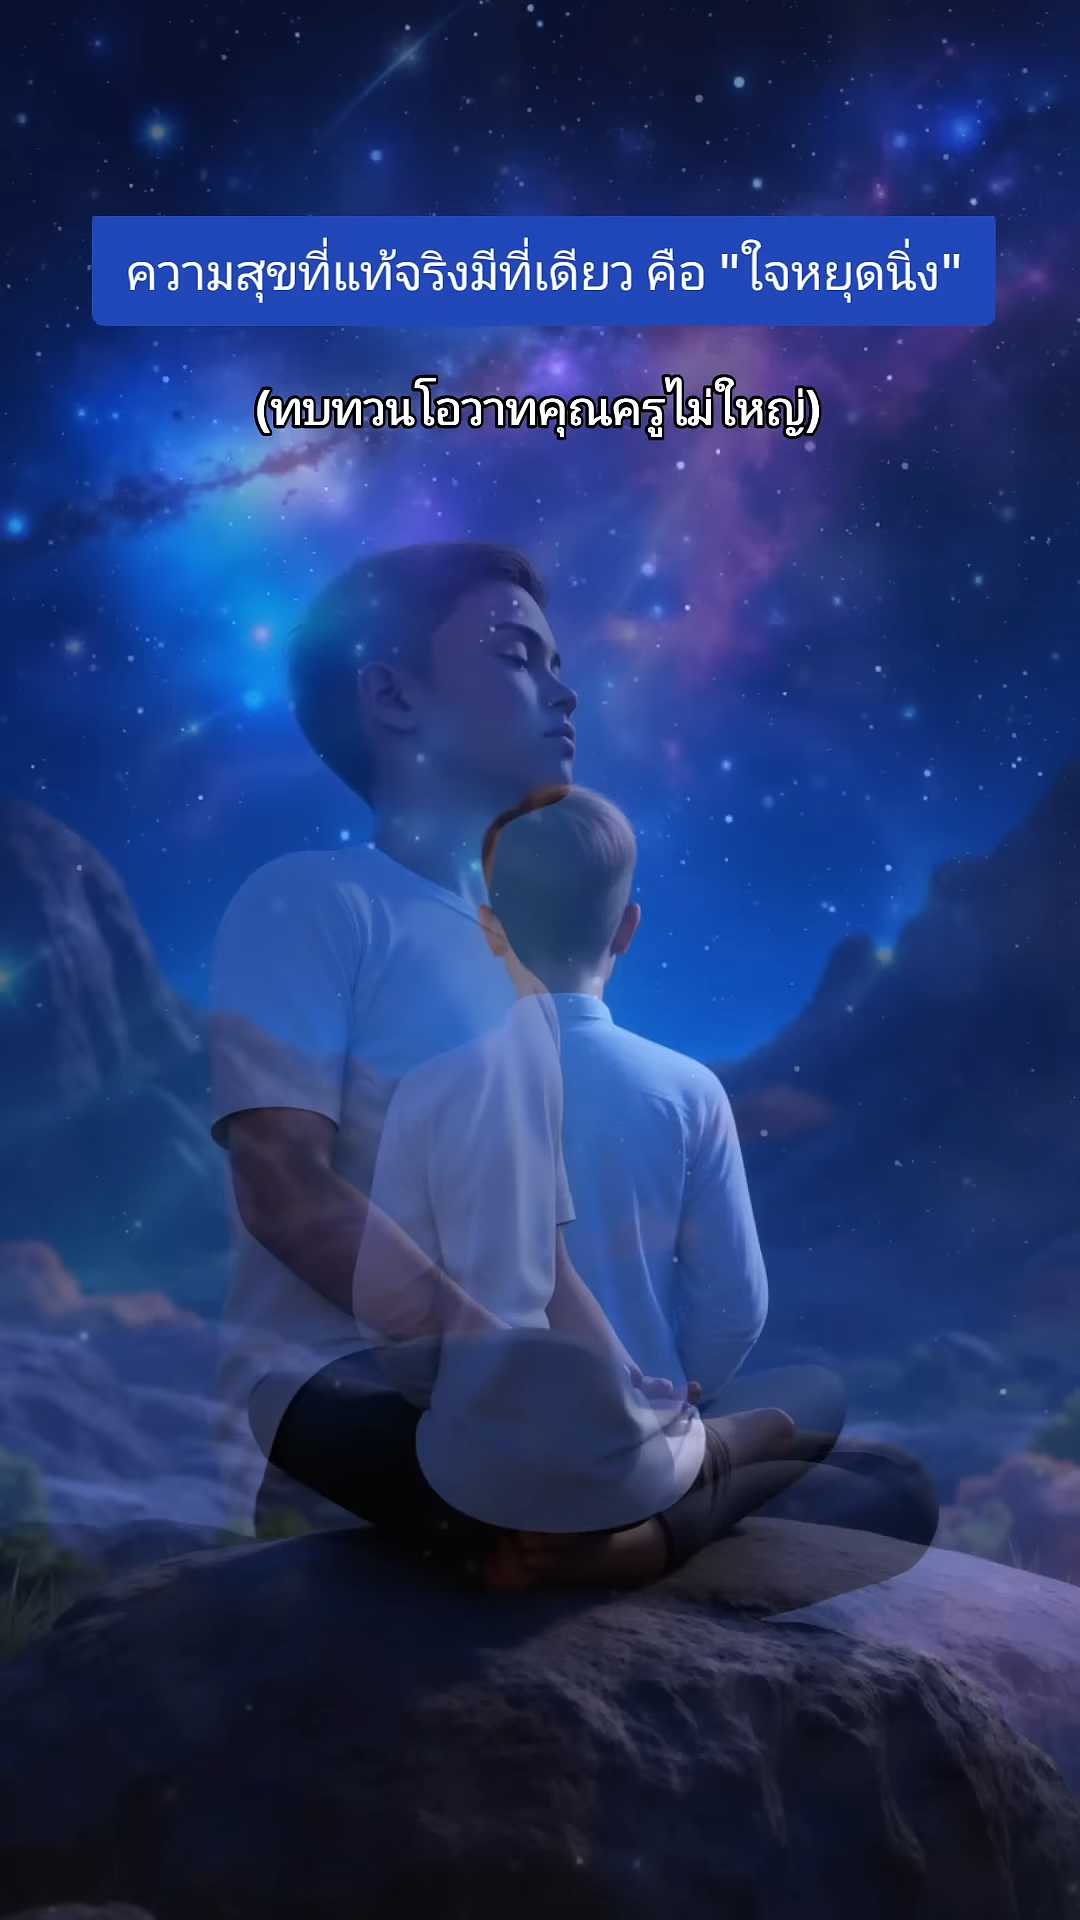 ความสุขที่แท้จริงมีที่เดียว คือ "ใจหยุดนิ่ง"
(ทบทวนโอวาทคุณครูไม่ใหญ่)